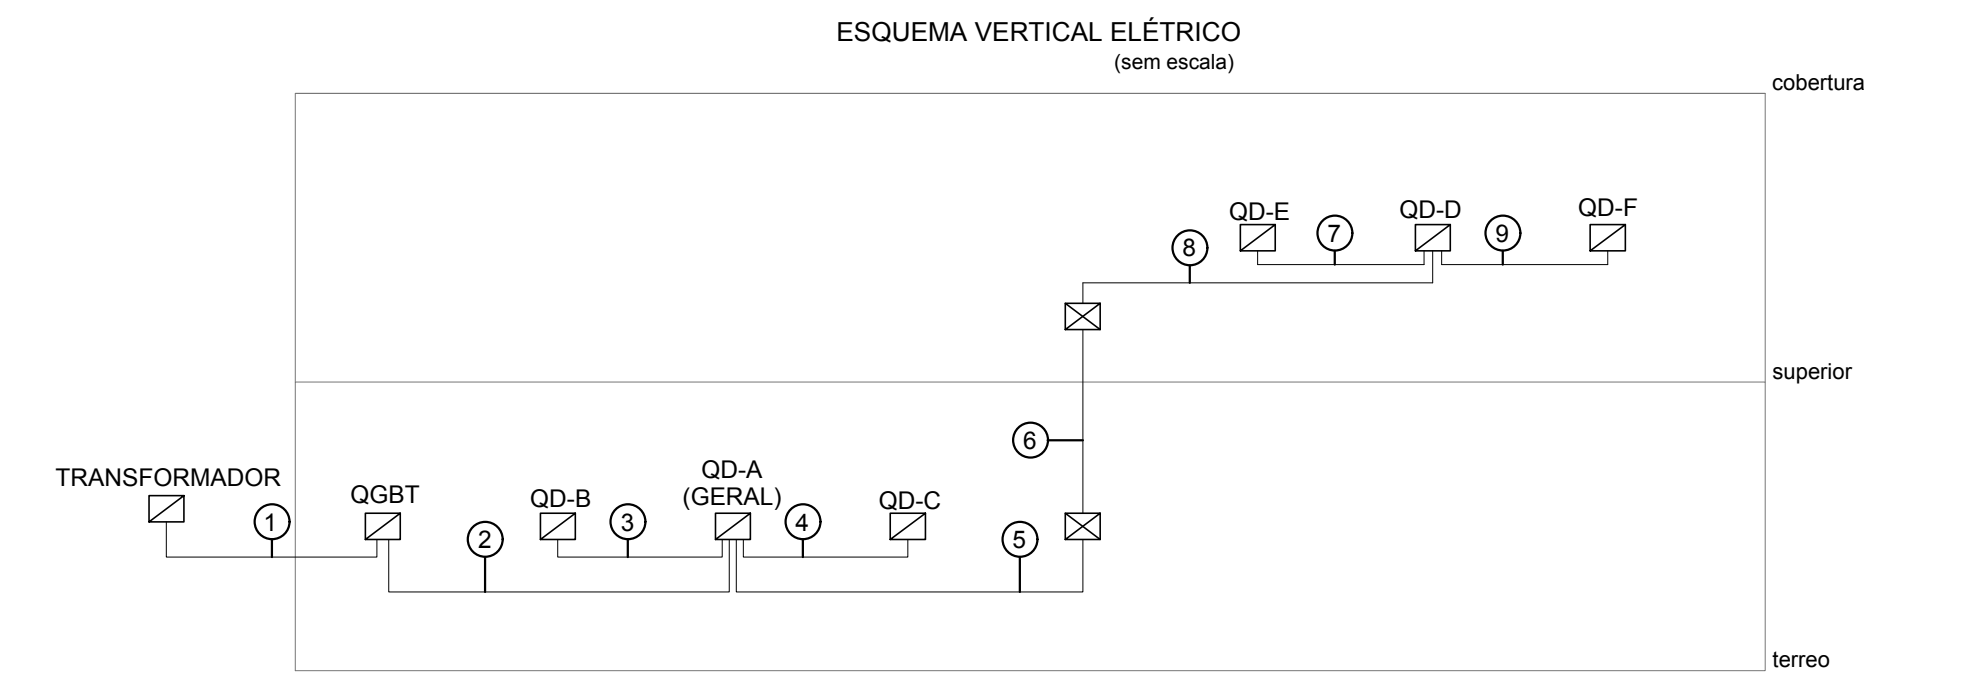 ESQUEMA VERTICAL ELÉTRICO
(sem escala)
cobertura
QD-E
QD-D
QD-F
7
9
8
superior
6
TRANSFORMADOR
QGBT
QD-B
QD-A
(GERAL)
QD-C
1
2
3
4
5
terreo